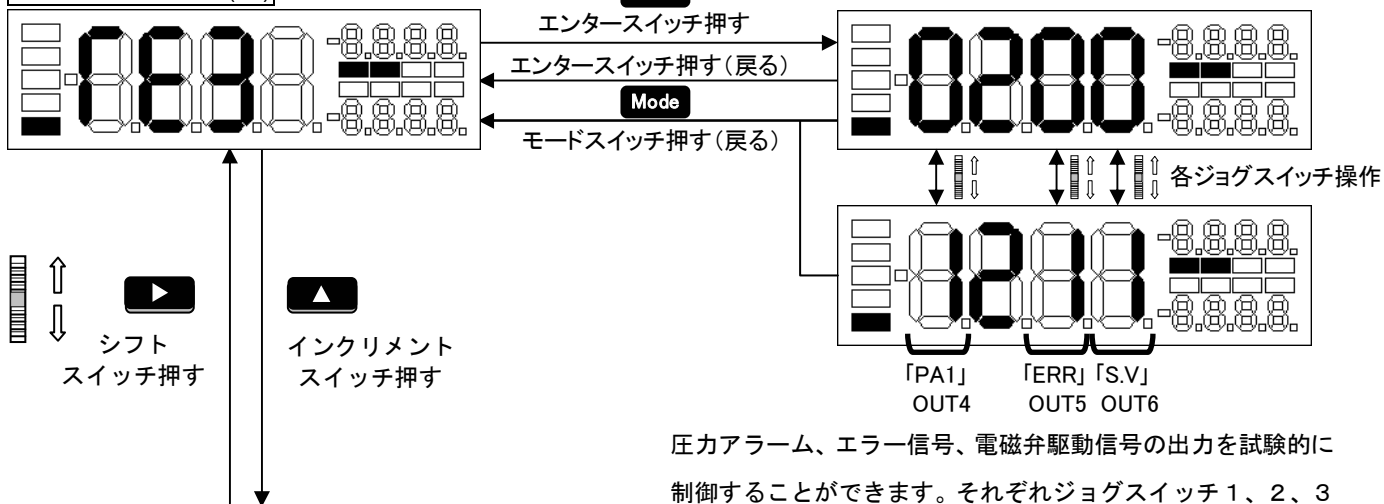 エンタースイッチ押す
エンタースイッチ押す（戻る）
Mode
モードスイッチ押す（戻る）
0200
各ジョグスイッチ操作
1211
シフト
スイッチ押す
インクリメント
スイッチ押す
「PA1」 「ERR」 「S.V」
OUT4 OUT5 OUT6
圧力アラーム、エラー信号、電磁弁駆動信号の出力を試験的に
制御することができます。それぞれジョグスイッチ１、２、３